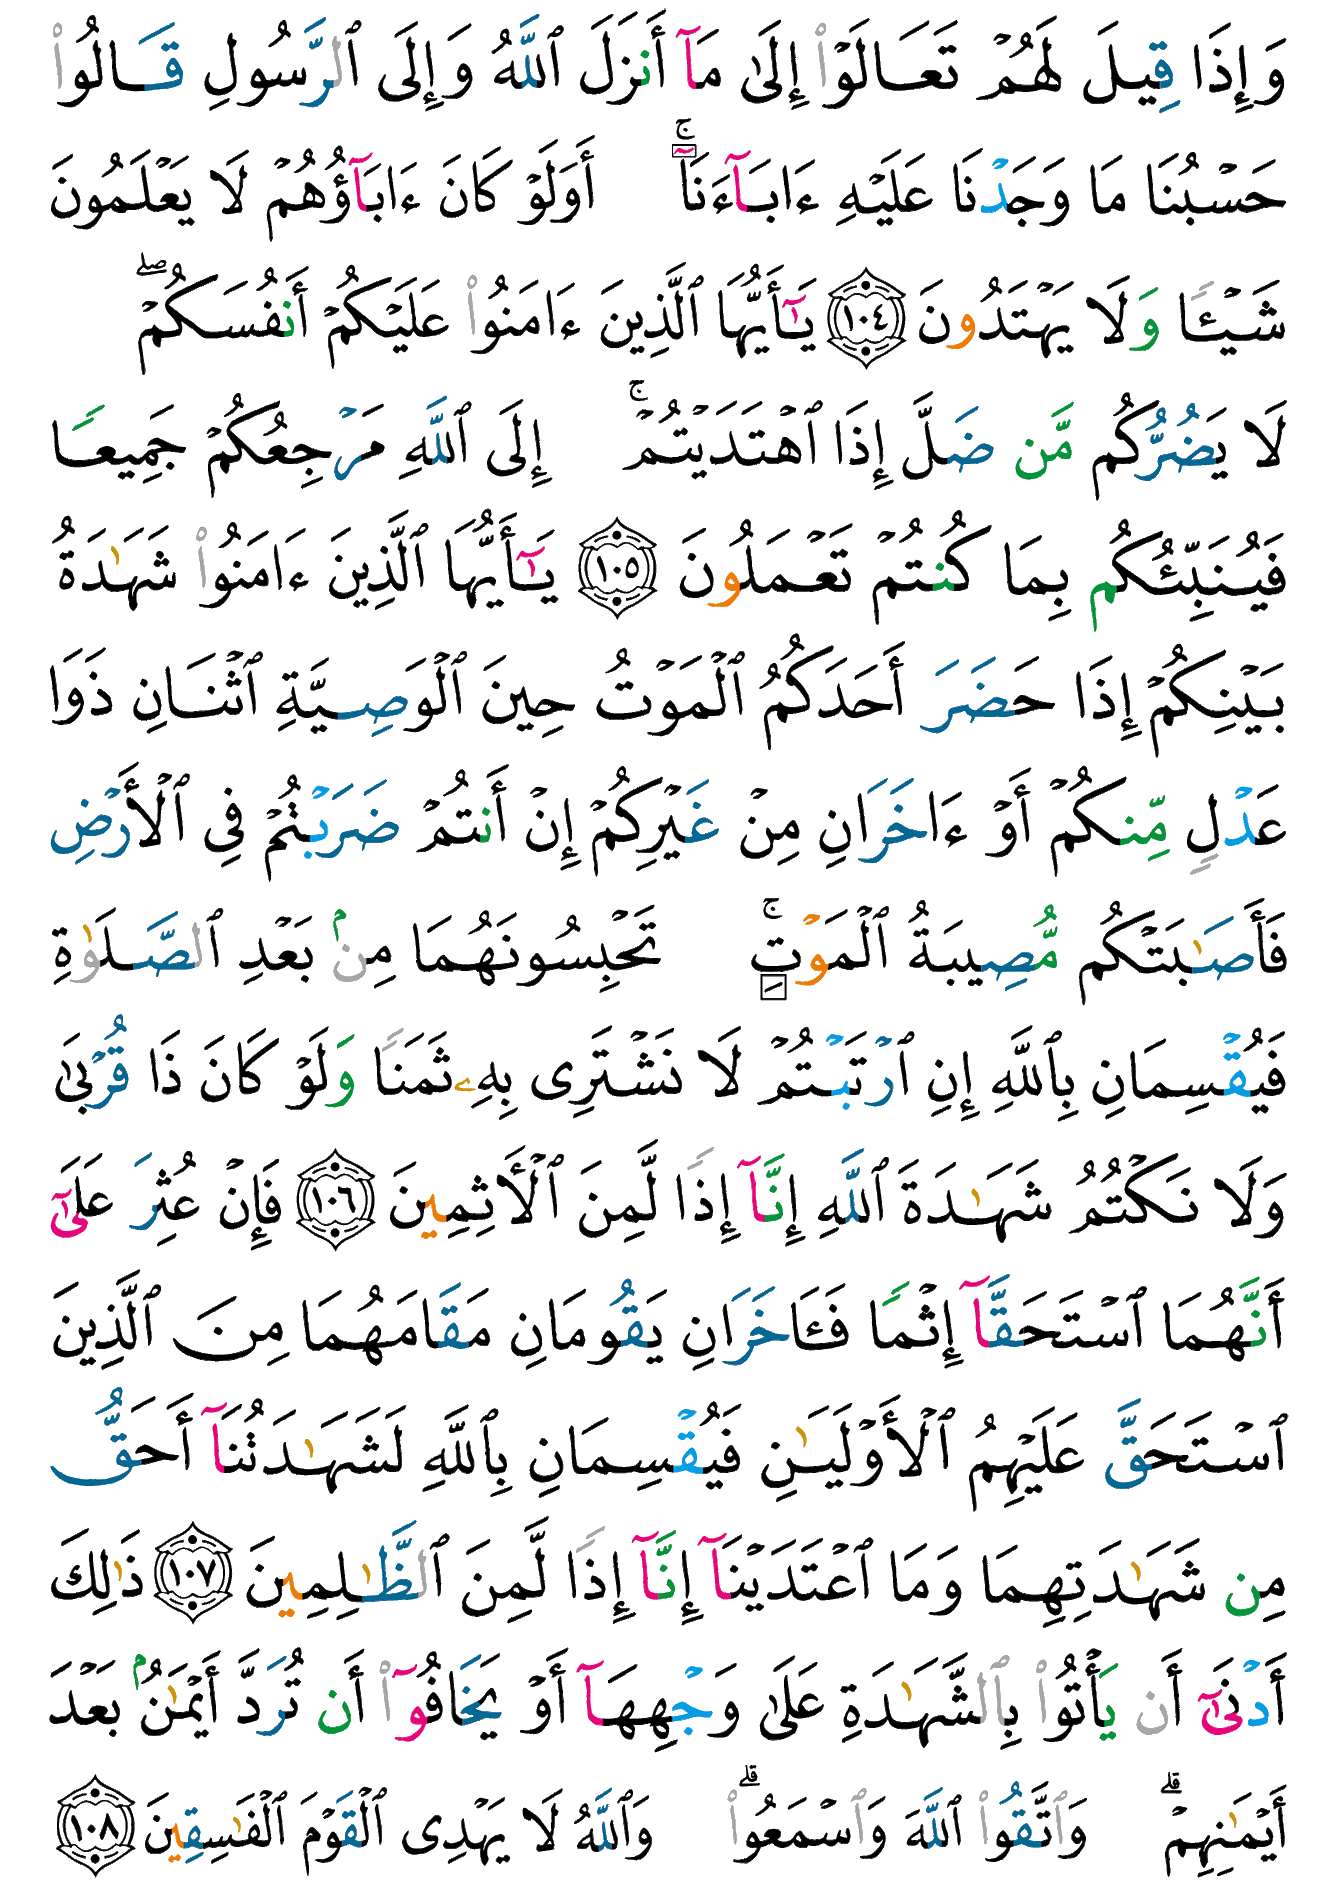 وَإِذَا قِيلَ لَهُمْ تَعَالَوْا۟ إِلَىٰ مَآ أَنزَلَ ٱللَّهُ وَإِلَى ٱلرَّسُولِ قَالُوا۟
حَسْبُنَا مَا وَجَدْنَا عَلَيْهِ ءَابَآءَنَآ ۚ أَوَلَوْ كَانَ ءَابَآؤُهُمْ لَا يَعْلَمُونَ
شَيْـًٔا وَلَا يَهْتَدُونَ ١٠٤ يَـٰٓأَيُّهَا ٱلَّذِينَ ءَامَنُوا۟ عَلَيْكُمْ أَنفُسَكُمْ ۖ
لَا يَضُرُّكُم مَّن ضَلَّ إِذَا ٱهْتَدَيْتُمْ ۚ إِلَى ٱللَّهِ مَرْجِعُكُمْ جَمِيعًا
فَيُنَبِّئُكُم بِمَا كُنتُمْ تَعْمَلُونَ ١٠٥ يَـٰٓأَيُّهَا ٱلَّذِينَ ءَامَنُوا۟ شَهَـٰدَةُ
بَيْنِكُمْ إِذَا حَضَرَ أَحَدَكُمُ ٱلْمَوْتُ حِينَ ٱلْوَصِيَّةِ ٱثْنَانِ ذَوَا
عَدْلٍ مِّنكُمْ أَوْ ءَاخَرَانِ مِنْ غَيْرِكُمْ إِنْ أَنتُمْ ضَرَبْتُمْ فِى ٱلْأَرْضِ
فَأَصَـٰبَتْكُم مُّصِيبَةُ ٱلْمَوْتِ ۚ تَحْبِسُونَهُمَا مِنۢ بَعْدِ ٱلصَّلَوٰةِ
فَيُقْسِمَانِ بِٱللَّهِ إِنِ ٱرْتَبْتُمْ لَا نَشْتَرِى بِهِۦ ثَمَنًا وَلَوْ كَانَ ذَا قُرْبَىٰ
وَلَا نَكْتُمُ شَهَـٰدَةَ ٱللَّهِ إِنَّآ إِذًا لَّمِنَ ٱلْـَٔاثِمِينَ ١٠٦ فَإِنْ عُثِرَ عَلَىٰٓ
أَنَّهُمَا ٱسْتَحَقَّآ إِثْمًا فَـَٔاخَرَانِ يَقُومَانِ مَقَامَهُمَا مِنَ ٱلَّذِينَ
ٱسْتَحَقَّ عَلَيْهِمُ ٱلْأَوْلَيَـٰنِ فَيُقْسِمَانِ بِٱللَّهِ لَشَهَـٰدَتُنَآ أَحَقُّ
مِن شَهَـٰدَتِهِمَا وَمَا ٱعْتَدَيْنَآ إِنَّآ إِذًا لَّمِنَ ٱلظَّـٰلِمِينَ ١٠٧ ذَٰلِكَ
أَدْنَىٰٓ أَن يَأْتُوا۟ بِٱلشَّهَـٰدَةِ عَلَىٰ وَجْهِهَآ أَوْ يَخَافُوٓا۟ أَن تُرَدَّ أَيْمَـٰنٌۢ بَعْدَ
أَيْمَـٰنِهِمْ ۗ وَٱتَّقُوا۟ ٱللَّهَ وَٱسْمَعُوا۟ ۗ وَٱللَّهُ لَا يَهْدِى ٱلْقَوْمَ ٱلْفَـٰسِقِينَ ١٠٨